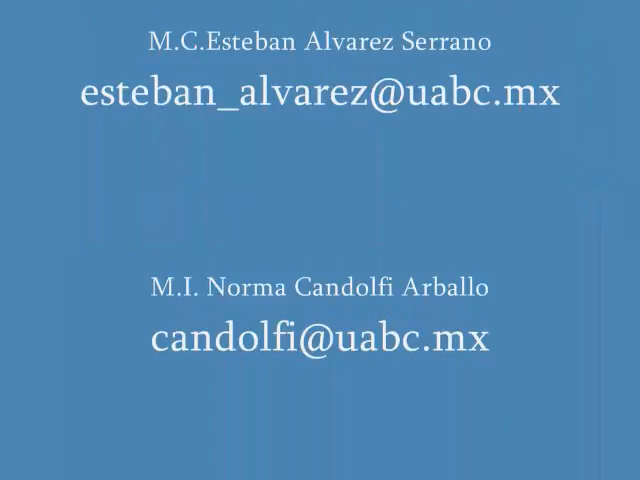 M.C.Esteban Alvarez Serrano
esteban_alvarez@uabc.mx
M.I. Norma Candolfi Arballo
candolfi@uabc.mx